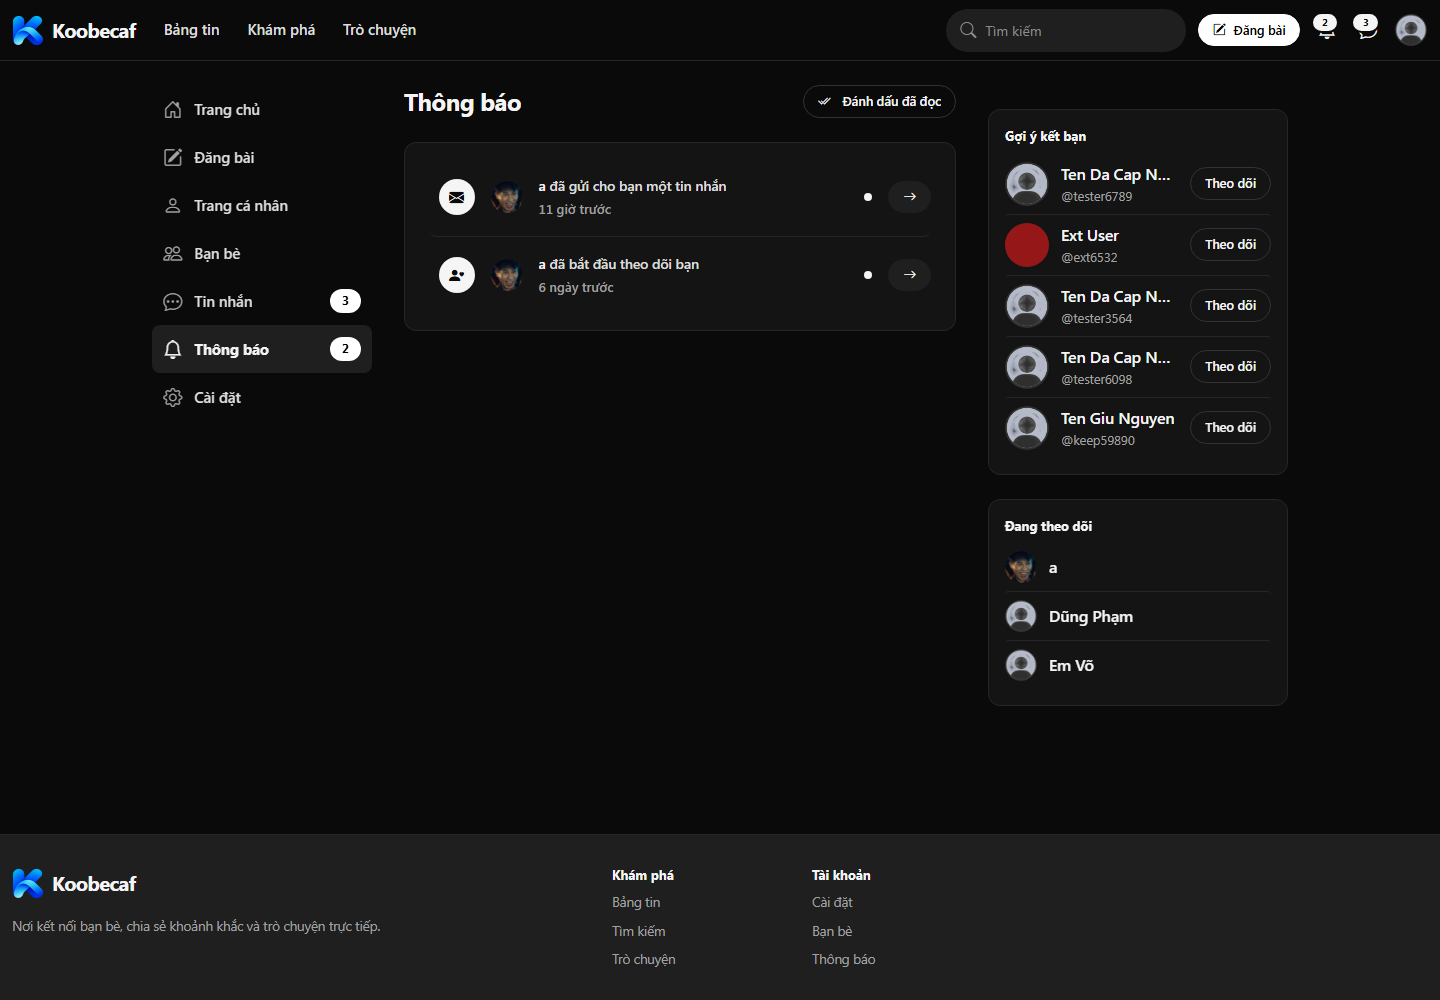 Koobecaf
Bảng tin
Khám phá
Trò chuyện
Tìm kiếm
Đăng bài
2
3
Trang chủ
Đăng bài
Trang cá nhân
Bạn bè
Tin nhắn
3
Thông báo
2
Cài đặt
Thông báo
Đánh dấu đã đọc
a đã gửi cho bạn một tin nhắn
11 giờ trước
a đã bắt đầu theo dõi bạn
6 ngày trước
Gợi ý kết bạn
Ten Da Cap N...
@tester6789
Theo dõi
Ext User
@ext6532
Theo dõi
Ten Da Cap N...
@tester3564
Theo dõi
Ten Da Cap N...
@tester6098
Theo dõi
Ten Giu Nguyen
@keep59890
Theo dõi
Đang theo dõi
a
Dũng Phạm
Em Võ
Koobecaf
Nơi kết nối bạn bè, chia sẻ khoảnh khắc và trò chuyện trực tiếp.
Khám phá
Bảng tin
Tìm kiếm
Trò chuyện
Tài khoản
Cài đặt
Bạn bè
Thông báo